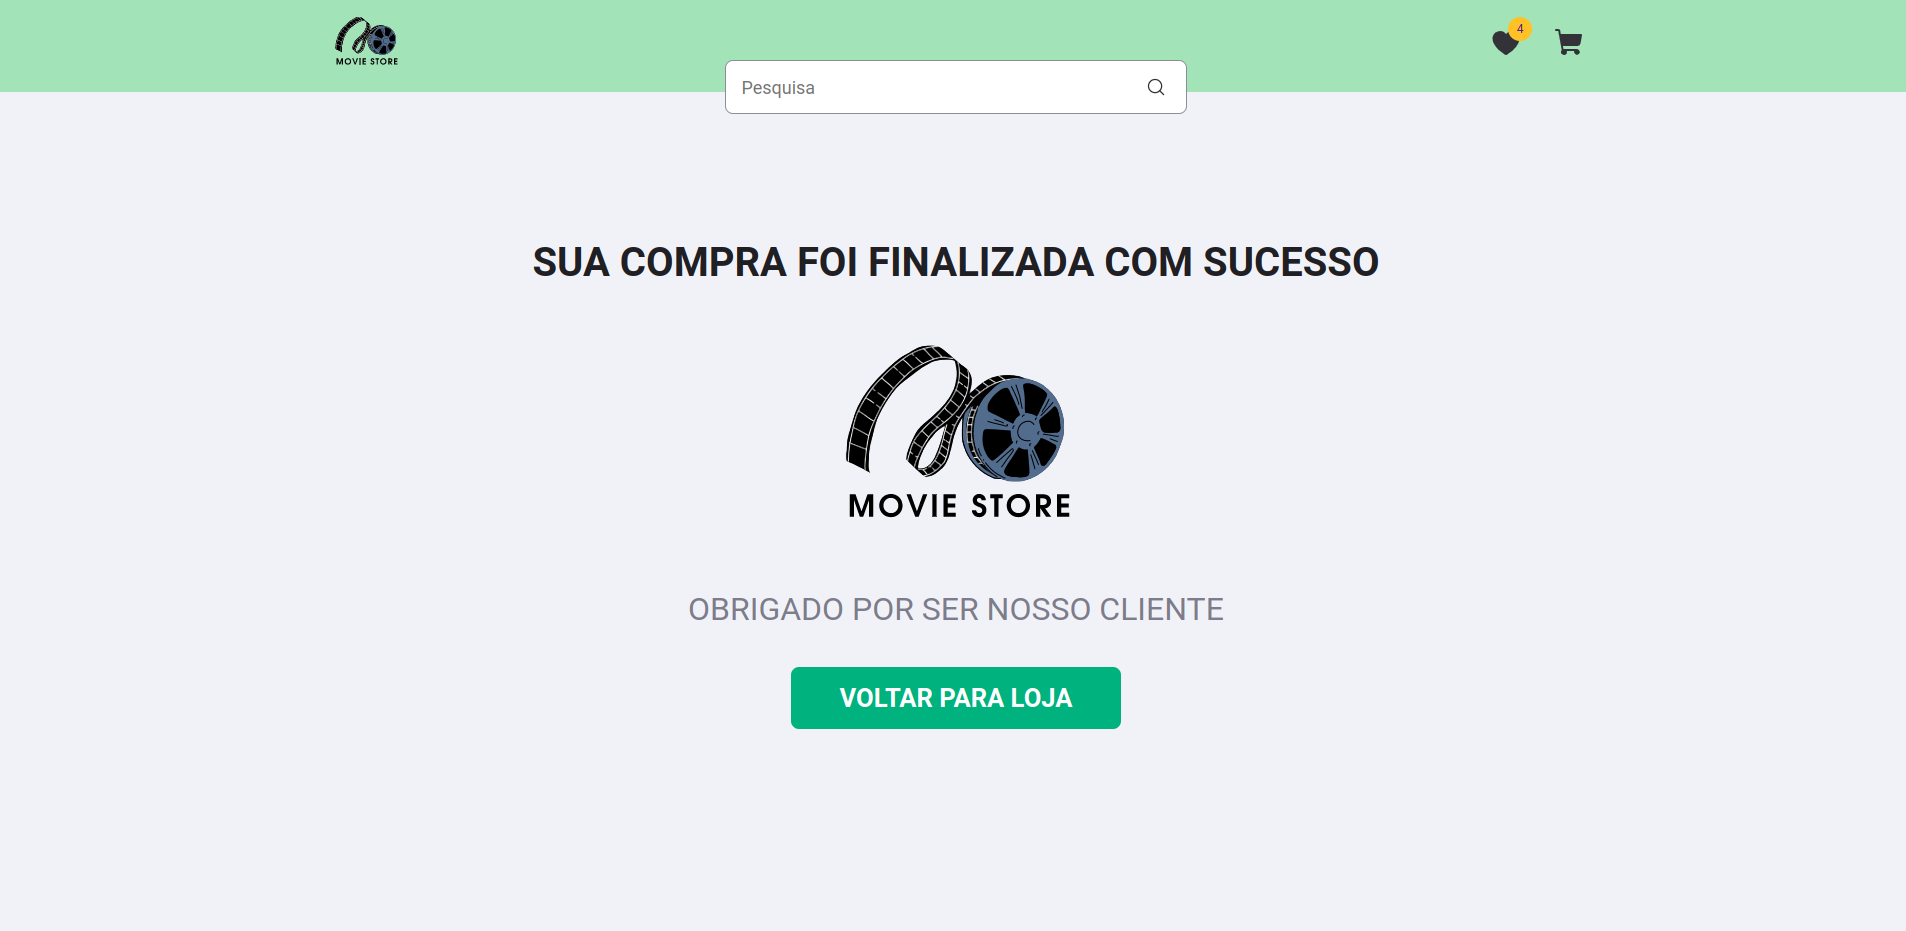 MOVIE STORE
4
Pesquisa
SUA COMPRA FOI FINALIZADA COM SUCESSO
MOVIE STORE
OBRIGADO POR SER NOSSO CLIENTE
VOLTAR PARA LOJA